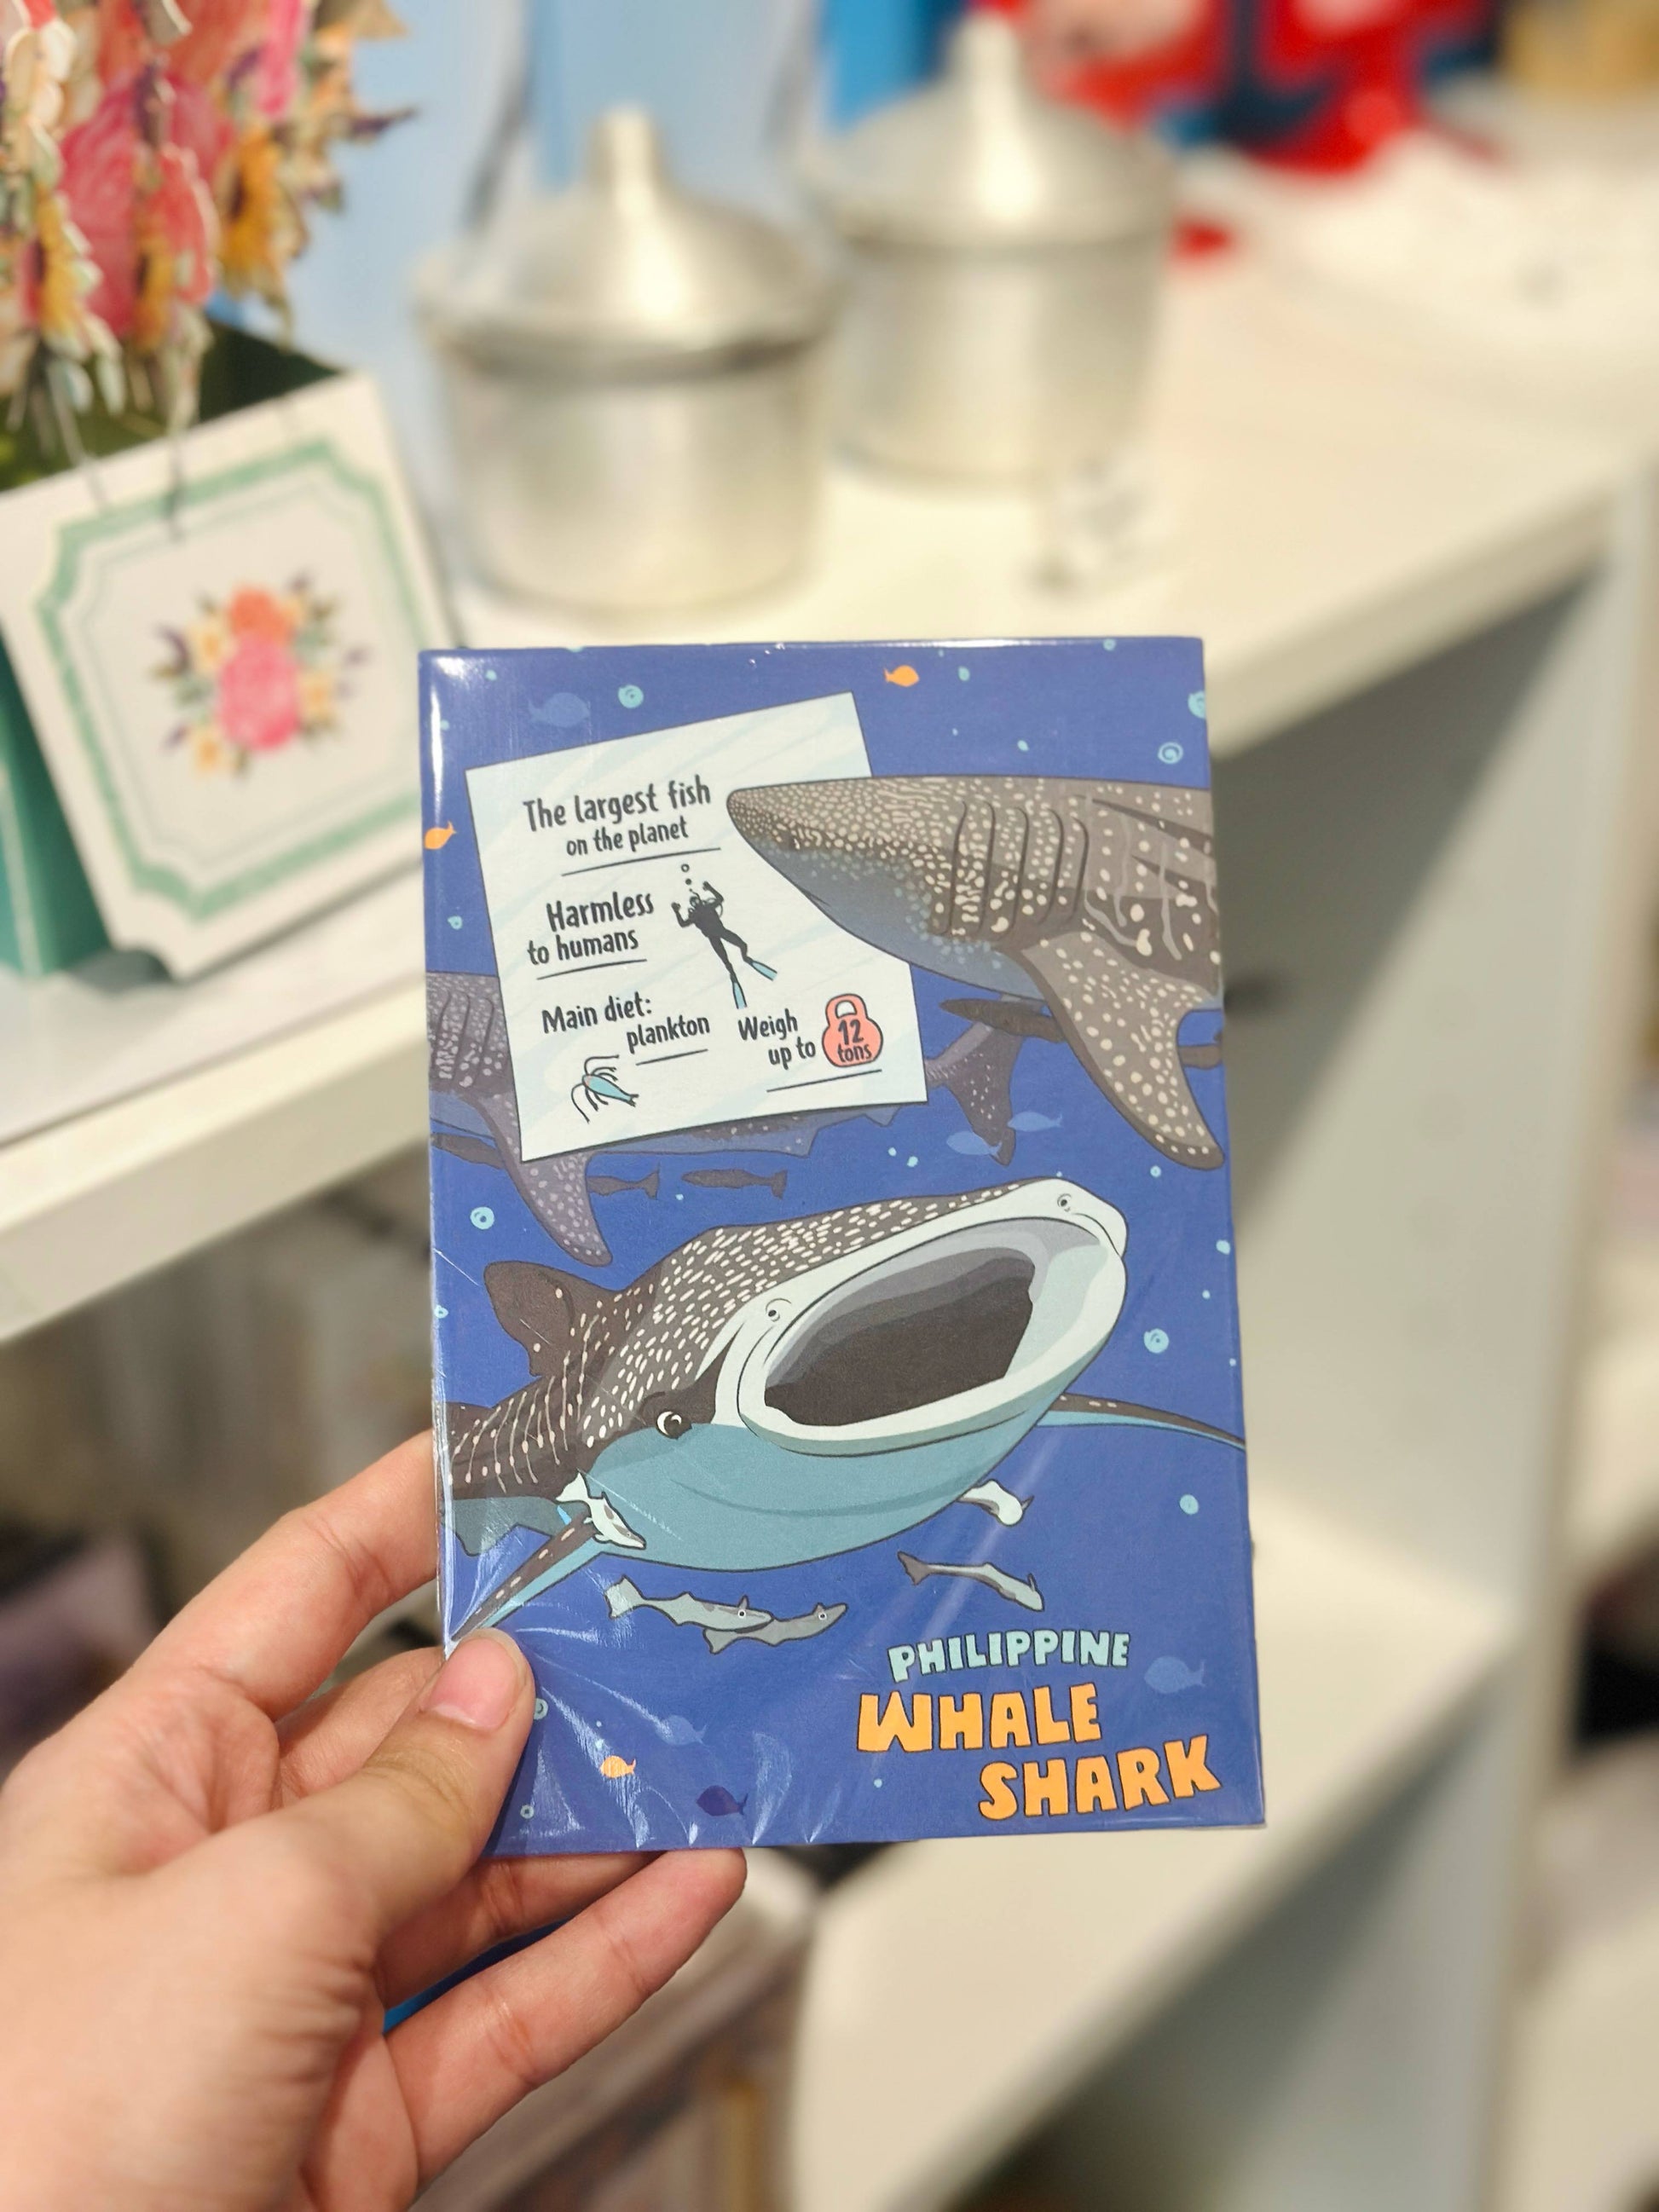 The largest fish
on the planet
Harmless
to humans
Main diet:
plankton
Weigh
up to
12
tons
PHILIPPINE
WHALE
SHARK